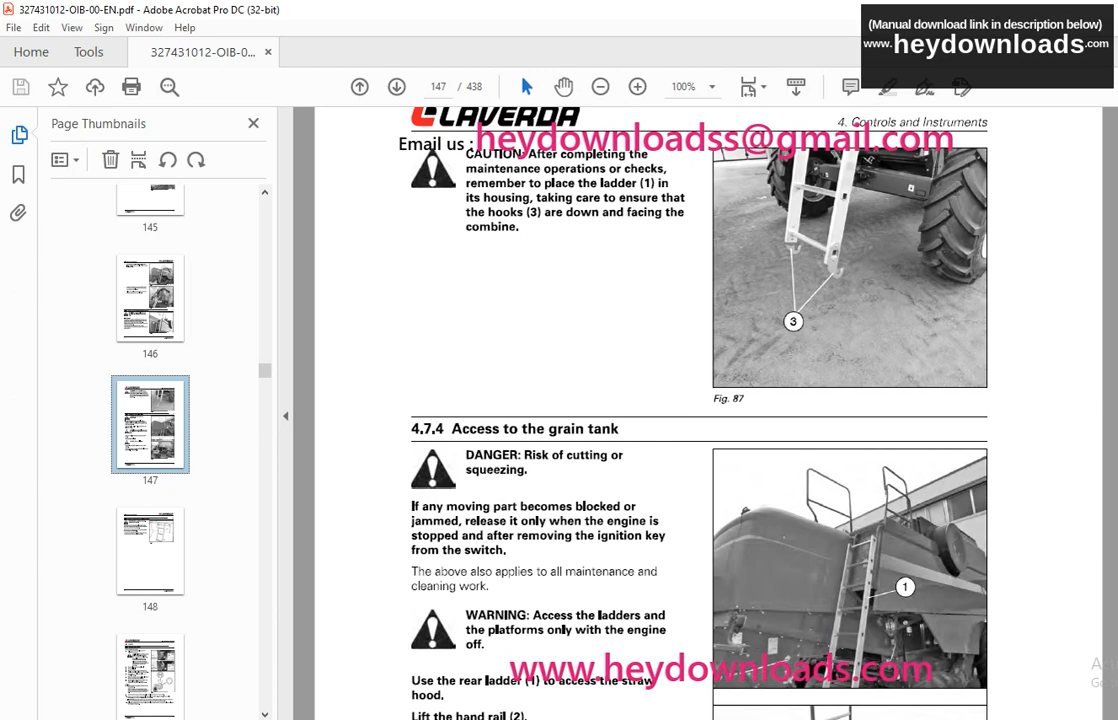 327431012-OIB-00-EN.pdf - Adobe Acrobat Pro DC (32-bit)
File Edit View Sign Window Help
Home Tools 327431012-OIB-0... ×
(Manual download link in description below)
www.heydownloads.com
147 / 438 100%
Page Thumbnails
145
146
147
148
LAVERDA
4. Controls and Instruments
Email us : heydownloadss@gmail.com
CAUTION: After completing the
maintenance operations or checks,
remember to place the ladder (1) in
its housing, taking care to ensure that
the hooks (3) are down and facing the
combine.
3
Fig. 87
4.7.4 Access to the grain tank
DANGER: Risk of cutting or
squeezing.
If any moving part becomes blocked or
jammed, release it only when the engine is
stopped and after removing the ignition key
from the switch.
The above also applies to all maintenance and
cleaning work.
1
WARNING: Access the ladders and
the platforms only with the engine
off.
www.heydownloads.com
Use the rear ladder (1) to access the straw
hood.
Lift the hand rail (2).